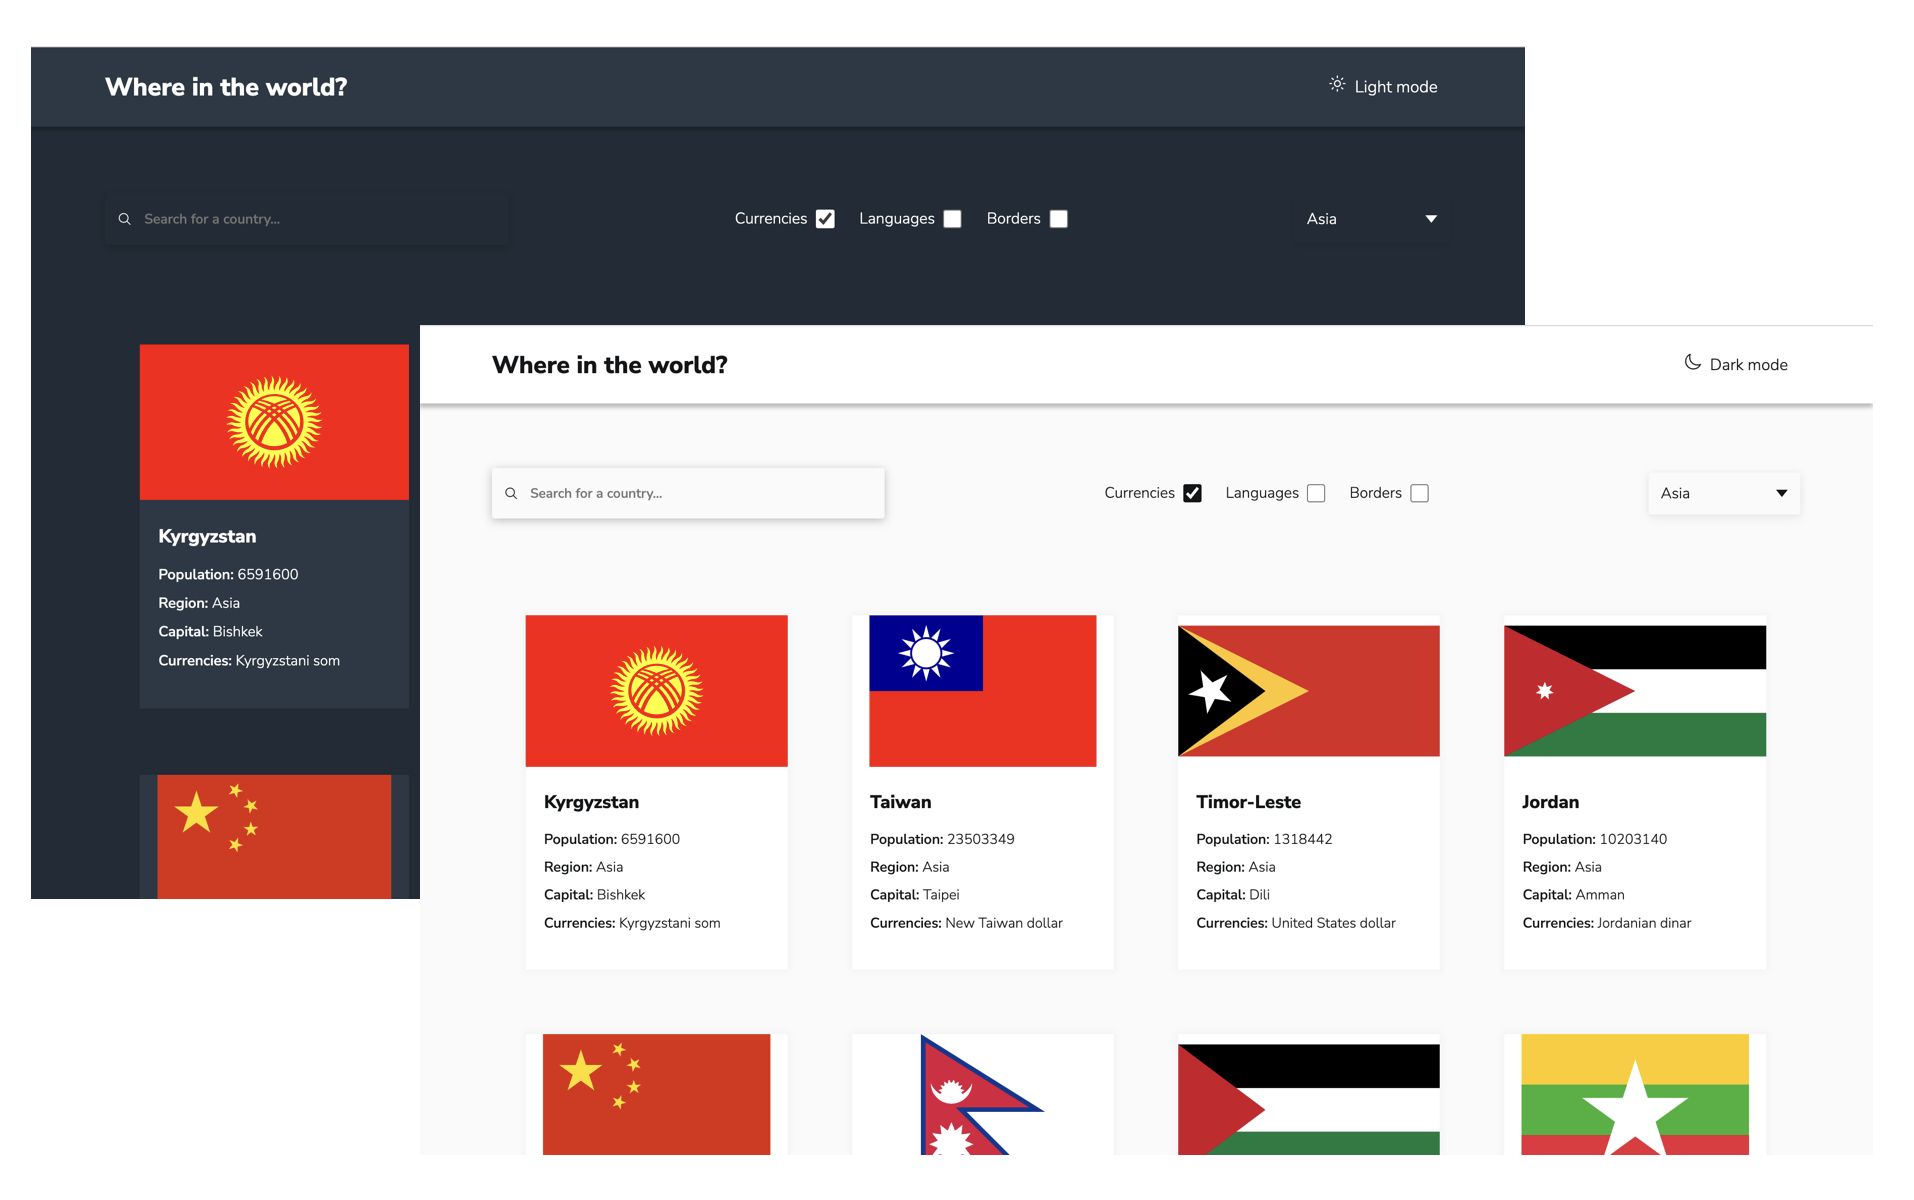 Where in the world?
Light mode
Search for a country...
Currencies Languages Borders
Asia
Kyrgyzstan
Population: 6591600
Region: Asia
Capital: Bishkek
Currencies: Kyrgyzstani som
Where in the world?
Dark mode
Search for a country...
Currencies Languages Borders
Asia
Kyrgyzstan
Population: 6591600
Region: Asia
Capital: Bishkek
Currencies: Kyrgyzstani som
Taiwan
Population: 23503349
Region: Asia
Capital: Taipei
Currencies: New Taiwan dollar
Timor-Leste
Population: 1318442
Region: Asia
Capital: Dili
Currencies: United States dollar
Jordan
Population: 10203140
Region: Asia
Capital: Amman
Currencies: Jordanian dinar